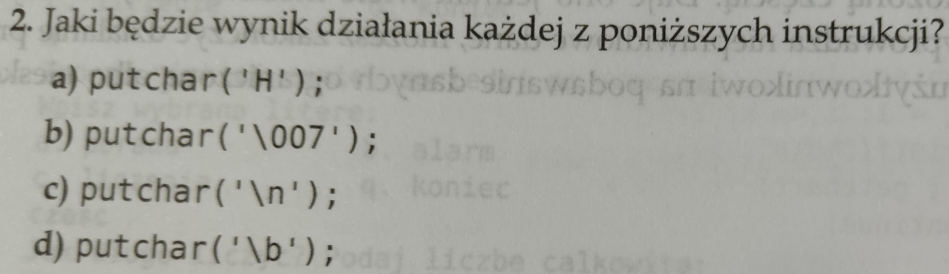 2. Jaki będzie wynik działania każdej z poniższych instrukcji?
a) putchar('H');
b) putchar('\007');
c) putchar('\n');
d) putchar('\b');